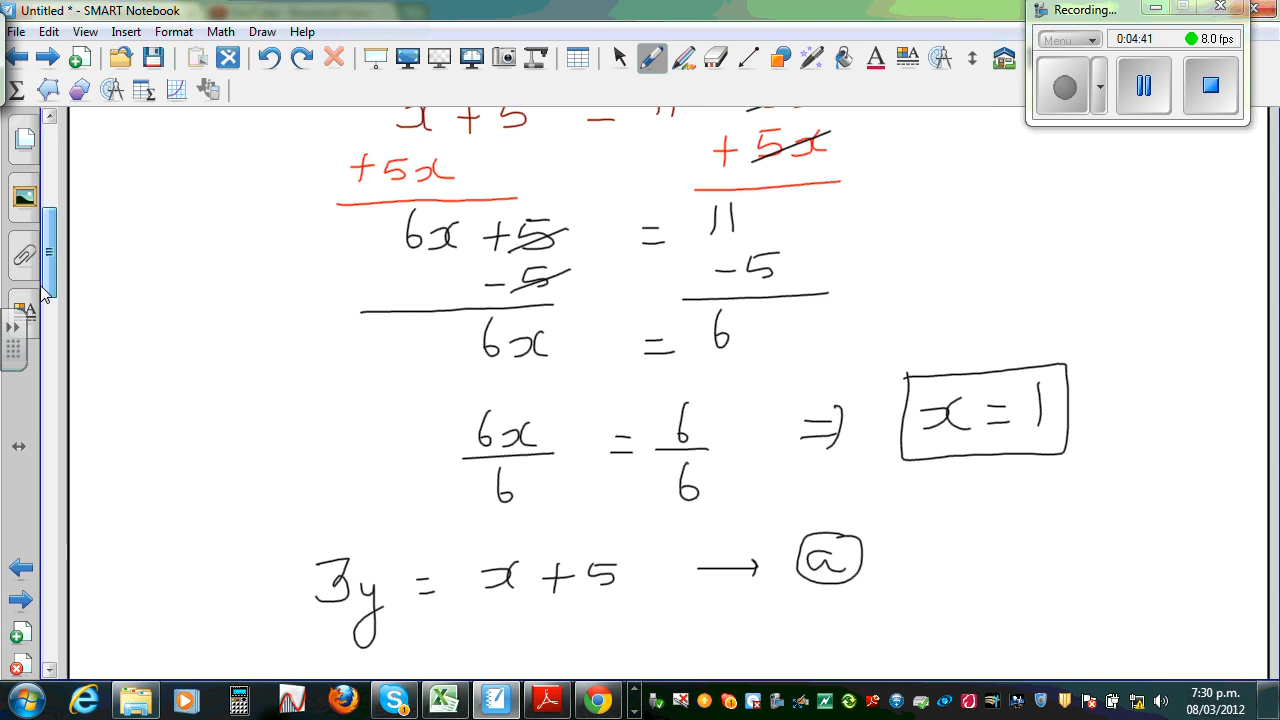 Untitled * - SMART Notebook
Recording...
File Edit View Insert Format Math Draw Help
Menu 0:04:41 8.0 fps
x + 5
+5x + 5x
6x + 5 = 11
- 5 - 5
6x = 6
6x/6 = 6/6 ⇒ x = 1
3y = x + 5 → a
7:30 p.m.
08/03/2012